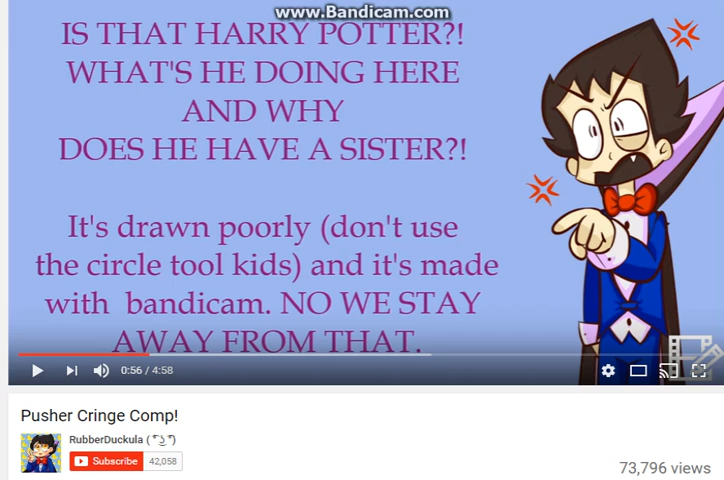 www.Bandicam.com
IS THAT HARRY POTTER?!
WHAT'S HE DOING HERE
AND WHY
DOES HE HAVE A SISTER?!
It's drawn poorly (don't use
the circle tool kids) and it's made
with bandicam. NO WE STAY
AWAY FROM THAT.
0:56 / 4:58
Pusher Cringe Comp!
RubberDuckula ( ͡° ͜ʖ ͡°)
Subscribe 42,058
73,796 views